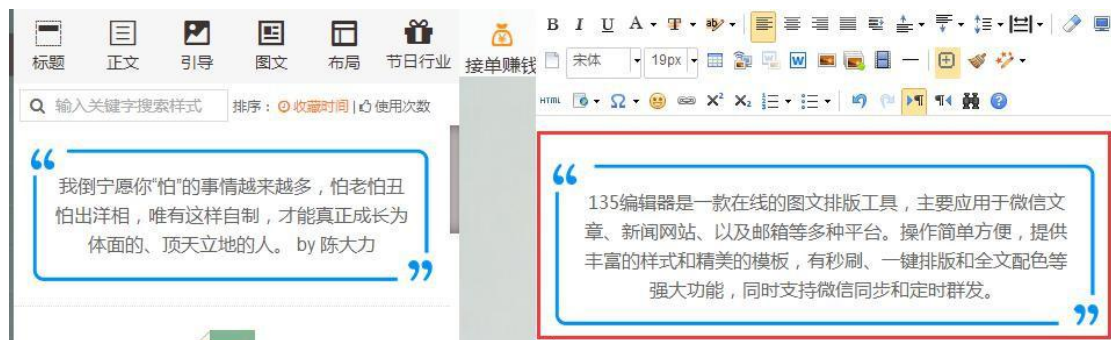 标题 正文 引导 图文 布局 节日行业 接单赚钱
输入关键字搜索样式 排序： 收藏时间 | 使用次数
“
我倒宁愿你“怕”的事情越来越多，怕老怕丑
怕出洋相，唯有这样自制，才能真正成长为
体面的、顶天立地的人。 by 陈大力
”
B I U A T aby
宋体 19px W
HTML Ω X² X₂
“
135编辑器是一款在线的图文排版工具，主要应用于微信文
章、新闻网站、以及邮箱等多种平台。操作简单方便，提供
丰富的样式和精美的模板，有秒刷、一键排版和全文配色等
强大功能，同时支持微信同步和定时群发。
”